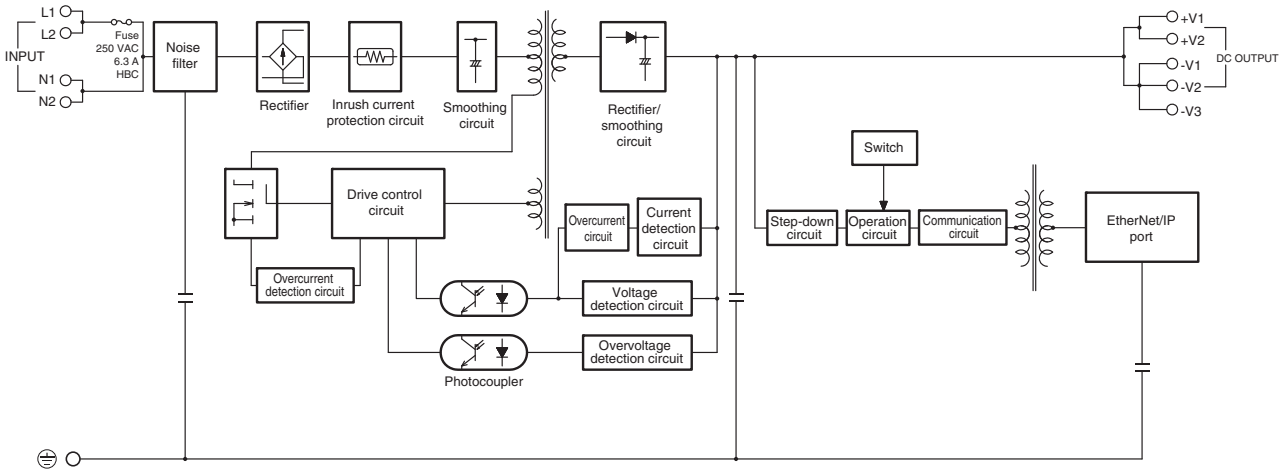 L1
L2
INPUT
N1
N2
Fuse
250 VAC
6.3 A
HBC
Noise
filter
Rectifier
Inrush current
protection circuit
Smoothing
circuit
Rectifier/
smoothing
circuit
+V1
+V2
-V1
-V2
-V3
DC OUTPUT
Drive control
circuit
Overcurrent
detection circuit
Overcurrent
circuit
Current
detection
circuit
Voltage
detection circuit
Overvoltage
detection circuit
Photocoupler
Switch
Step-down
circuit
Operation
circuit
Communication
circuit
EtherNet/IP
port